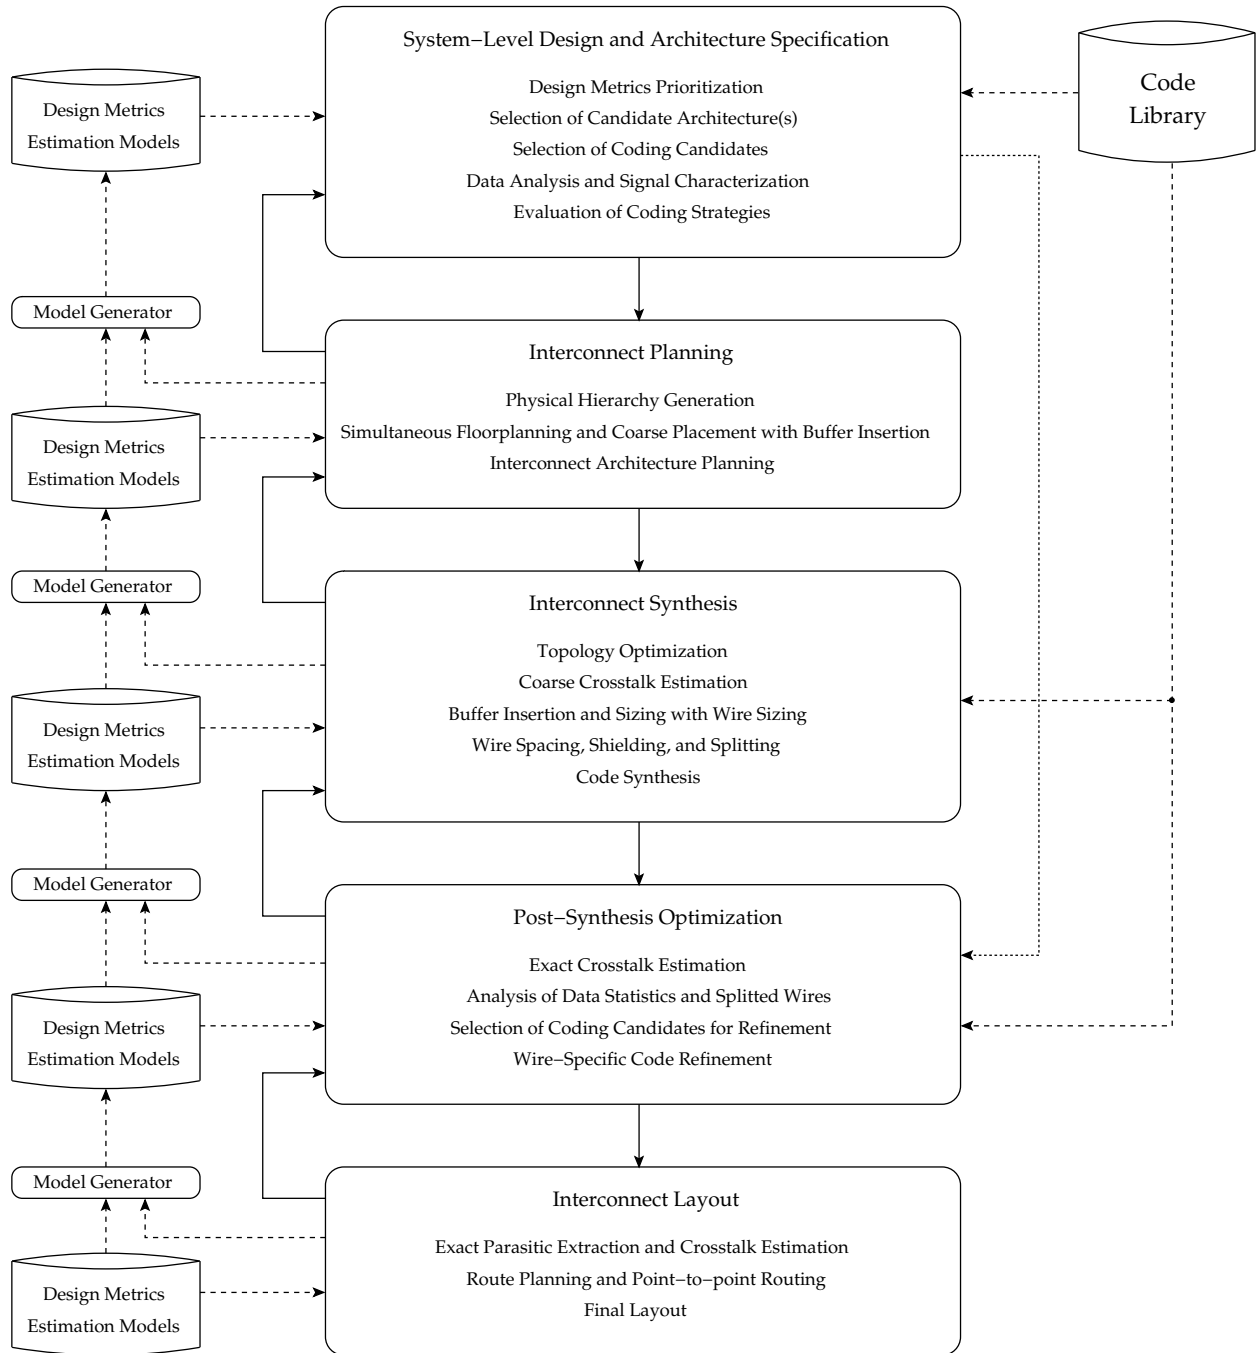 System−Level Design and Architecture Specification
Design Metrics Prioritization
Selection of Candidate Architecture(s)
Selection of Coding Candidates
Data Analysis and Signal Characterization
Evaluation of Coding Strategies
Code
Library
Design Metrics
Estimation Models
Model Generator
Interconnect Planning
Physical Hierarchy Generation
Simultaneous Floorplanning and Coarse Placement with Buffer Insertion
Interconnect Architecture Planning
Design Metrics
Estimation Models
Model Generator
Interconnect Synthesis
Topology Optimization
Coarse Crosstalk Estimation
Buffer Insertion and Sizing with Wire Sizing
Wire Spacing, Shielding, and Splitting
Code Synthesis
Design Metrics
Estimation Models
Model Generator
Post−Synthesis Optimization
Exact Crosstalk Estimation
Analysis of Data Statistics and Splitted Wires
Selection of Coding Candidates for Refinement
Wire−Specific Code Refinement
Design Metrics
Estimation Models
Model Generator
Interconnect Layout
Exact Parasitic Extraction and Crosstalk Estimation
Route Planning and Point−to−point Routing
Final Layout
Design Metrics
Estimation Models